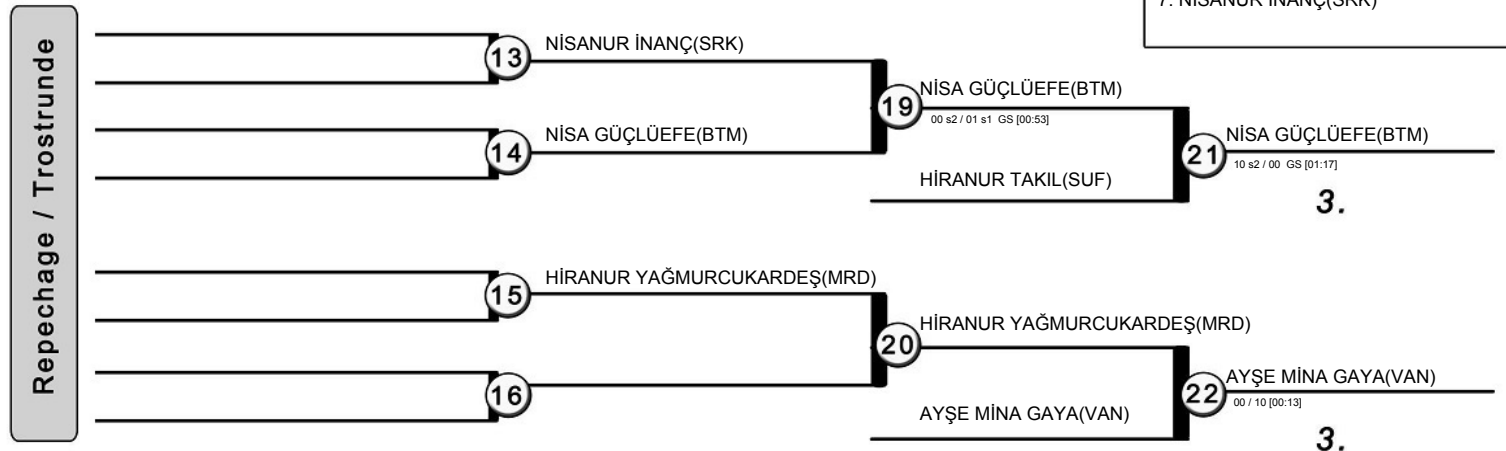 7. NİSANUR İNANÇ(SRK)
Repechage / Trostrunde
13
NİSANUR İNANÇ(SRK)
14
NİSA GÜÇLÜEFE(BTM)
19
NİSA GÜÇLÜEFE(BTM)
00 s2 / 01 s1 GS [00:53]
HİRANUR TAKIL(SUF)
21
NİSA GÜÇLÜEFE(BTM)
10 s2 / 00 GS [01:17]
3.
15
HİRANUR YAĞMURCUKARDEŞ(MRD)
16
20
HİRANUR YAĞMURCUKARDEŞ(MRD)
AYŞE MİNA GAYA(VAN)
22
AYŞE MİNA GAYA(VAN)
00 / 10 [00:13]
3.